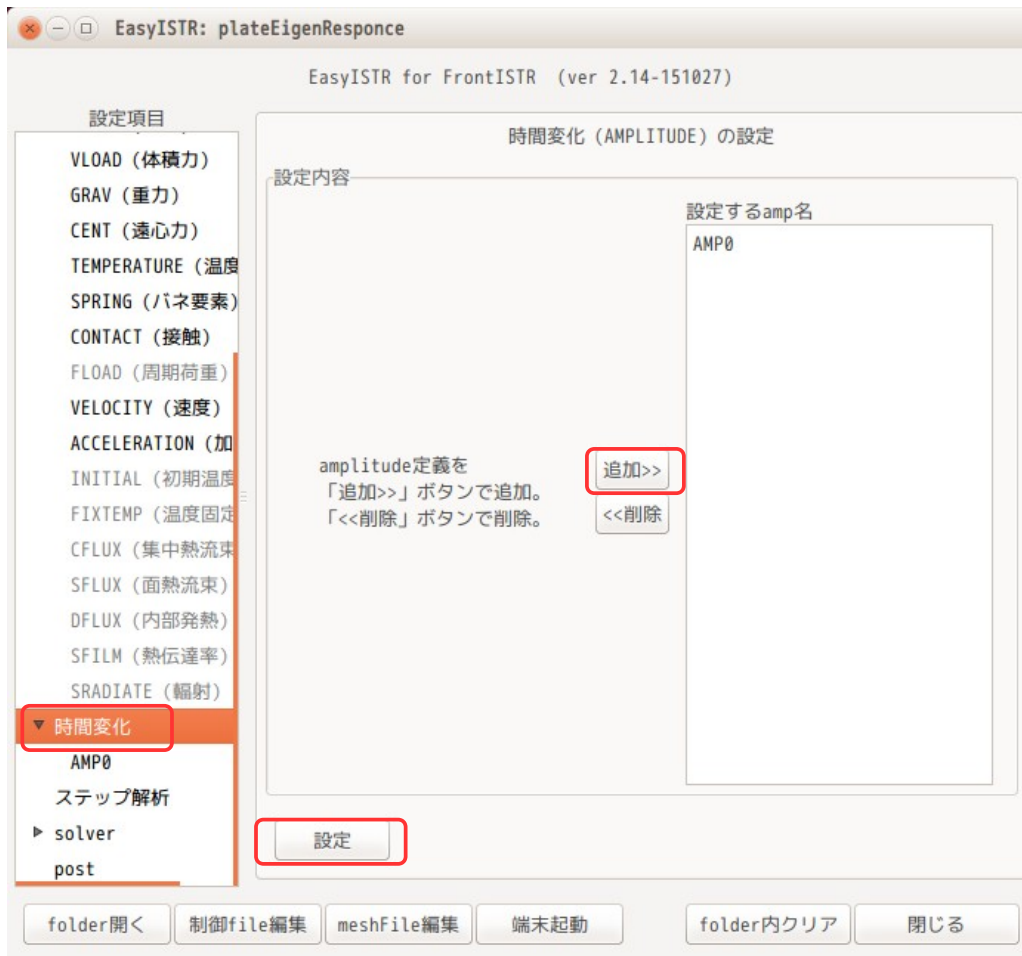 EasyISTR: plateEigenResponce
EasyISTR for FrontISTR (ver 2.14-151027)
設定項目
VLOAD (体積力)
GRAV (重力)
CENT (遠心力)
TEMPERATURE (温度
SPRING (バネ要素)
CONTACT (接触)
FLOAD (周期荷重)
VELOCITY (速度)
ACCELERATION (加
INITIAL (初期温度
FIXTEMP (温度固定
CFLUX (集中熱流束
SFLUX (面熱流束)
DFLUX (内部発熱)
SFILM (熱伝達率)
SRADIATE (輻射)
▼ 時間変化
AMP0
ステップ解析
▶ solver
post
時間変化 (AMPLITUDE) の設定
設定内容
設定するamp名
AMP0
amplitude定義を
「追加>>」ボタンで追加。
「<<削除」ボタンで削除。
追加>>
<<削除
設定
folder開く
制御file編集
meshFile編集
端末起動
folder内クリア
閉じる